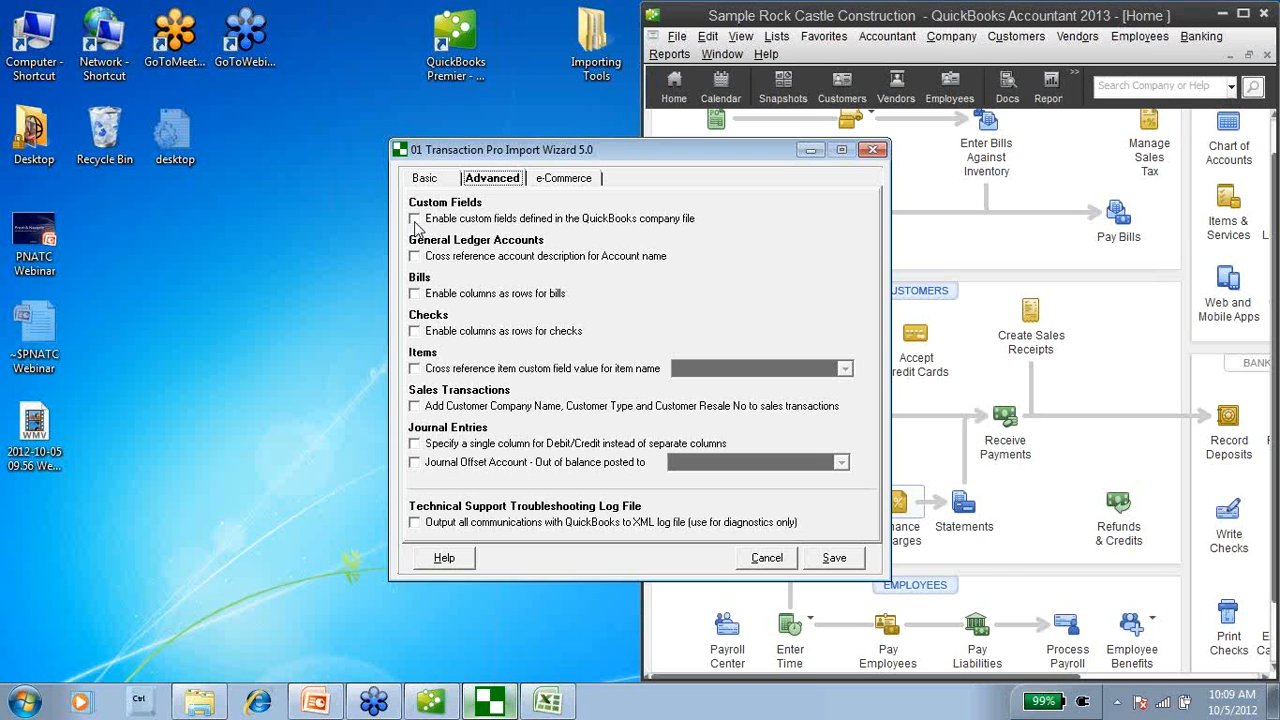 Computer - Shortcut
Network - Shortcut
GoToMeet...
GoToWebi...
QuickBooks Premier - ...
Importing Tools
Desktop
Recycle Bin
desktop
PNATC Webinar
~$PNATC Webinar
WMV
2012-10-05 09.56 We...
Sample Rock Castle Construction - QuickBooks Accountant 2013 - [Home ]
File Edit View Lists Favorites Accountant Company Customers Vendors Employees Banking
Reports Window Help
Home Calendar Snapshots Customers Vendors Employees Docs Report
Search Company or Help
Enter Bills Against Inventory
Manage Sales Tax
Chart of Accounts
Pay Bills
Items & Services
Web and Mobile Apps
CUSTOMERS
Create Sales Receipts
Accept
redit Cards
BANK
Receive Payments
Record Deposits
nance
arges
Statements
Refunds & Credits
Write Checks
EMPLOYEES
Payroll Center
Enter Time
Pay Employees
Pay Liabilities
Process Payroll
Employee Benefits
Print Checks
01 Transaction Pro Import Wizard 5.0
Basic Advanced e-Commerce
Custom Fields
Enable custom fields defined in the QuickBooks company file
General Ledger Accounts
Cross reference account description for Account name
Bills
Enable columns as rows for bills
Checks
Enable columns as rows for checks
Items
Cross reference item custom field value for item name
Sales Transactions
Add Customer Company Name, Customer Type and Customer Resale No to sales transactions
Journal Entries
Specify a single column for Debit/Credit instead of separate columns
Journal Offset Account - Out of balance posted to
Technical Support Troubleshooting Log File
Output all communications with QuickBooks to XML log file (use for diagnostics only)
Help Cancel Save
Ctrl
99%
10:09 AM
10/5/2012